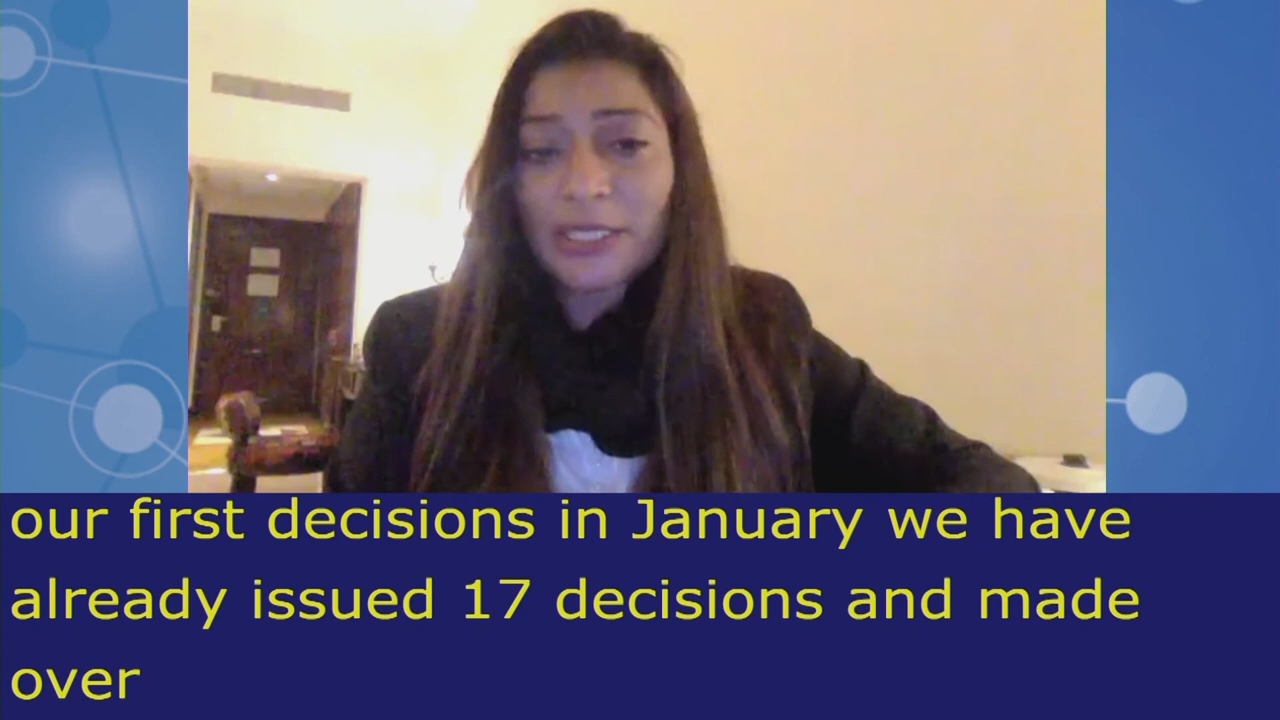 our first decisions in January we have
already issued 17 decisions and made
over